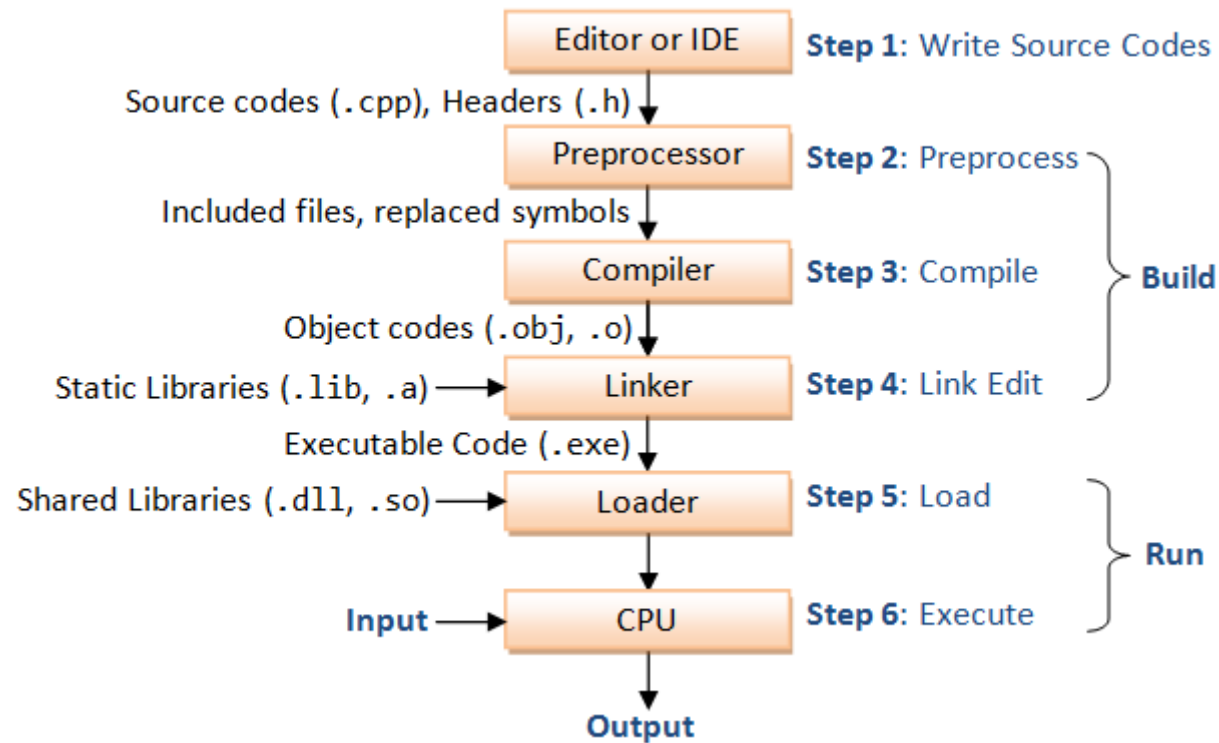 Editor or IDE
Step 1: Write Source Codes
Source codes (.cpp), Headers (.h)
Preprocessor
Step 2: Preprocess
Included files, replaced symbols
Compiler
Step 3: Compile
Build
Object codes (.obj, .o)
Static Libraries (.lib, .a)
Linker
Step 4: Link Edit
Executable Code (.exe)
Shared Libraries (.dll, .so)
Loader
Step 5: Load
Run
Input
CPU
Step 6: Execute
Output